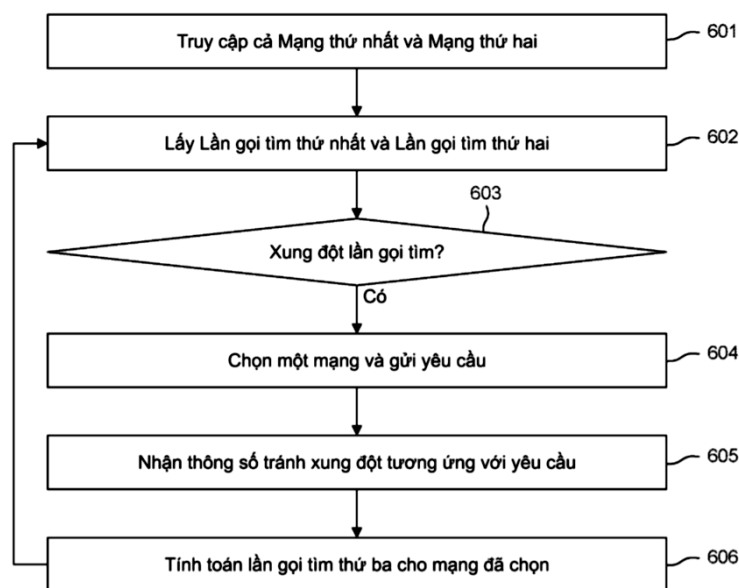 Truy cập cả Mạng thứ nhất và Mạng thứ hai
601
Lấy Lần gọi tìm thứ nhất và Lần gọi tìm thứ hai
602
603
Xung đột lần gọi tìm?
Có
Chọn một mạng và gửi yêu cầu
604
Nhận thông số tránh xung đột tương ứng với yêu cầu
605
Tính toán lần gọi tìm thứ ba cho mạng đã chọn
606